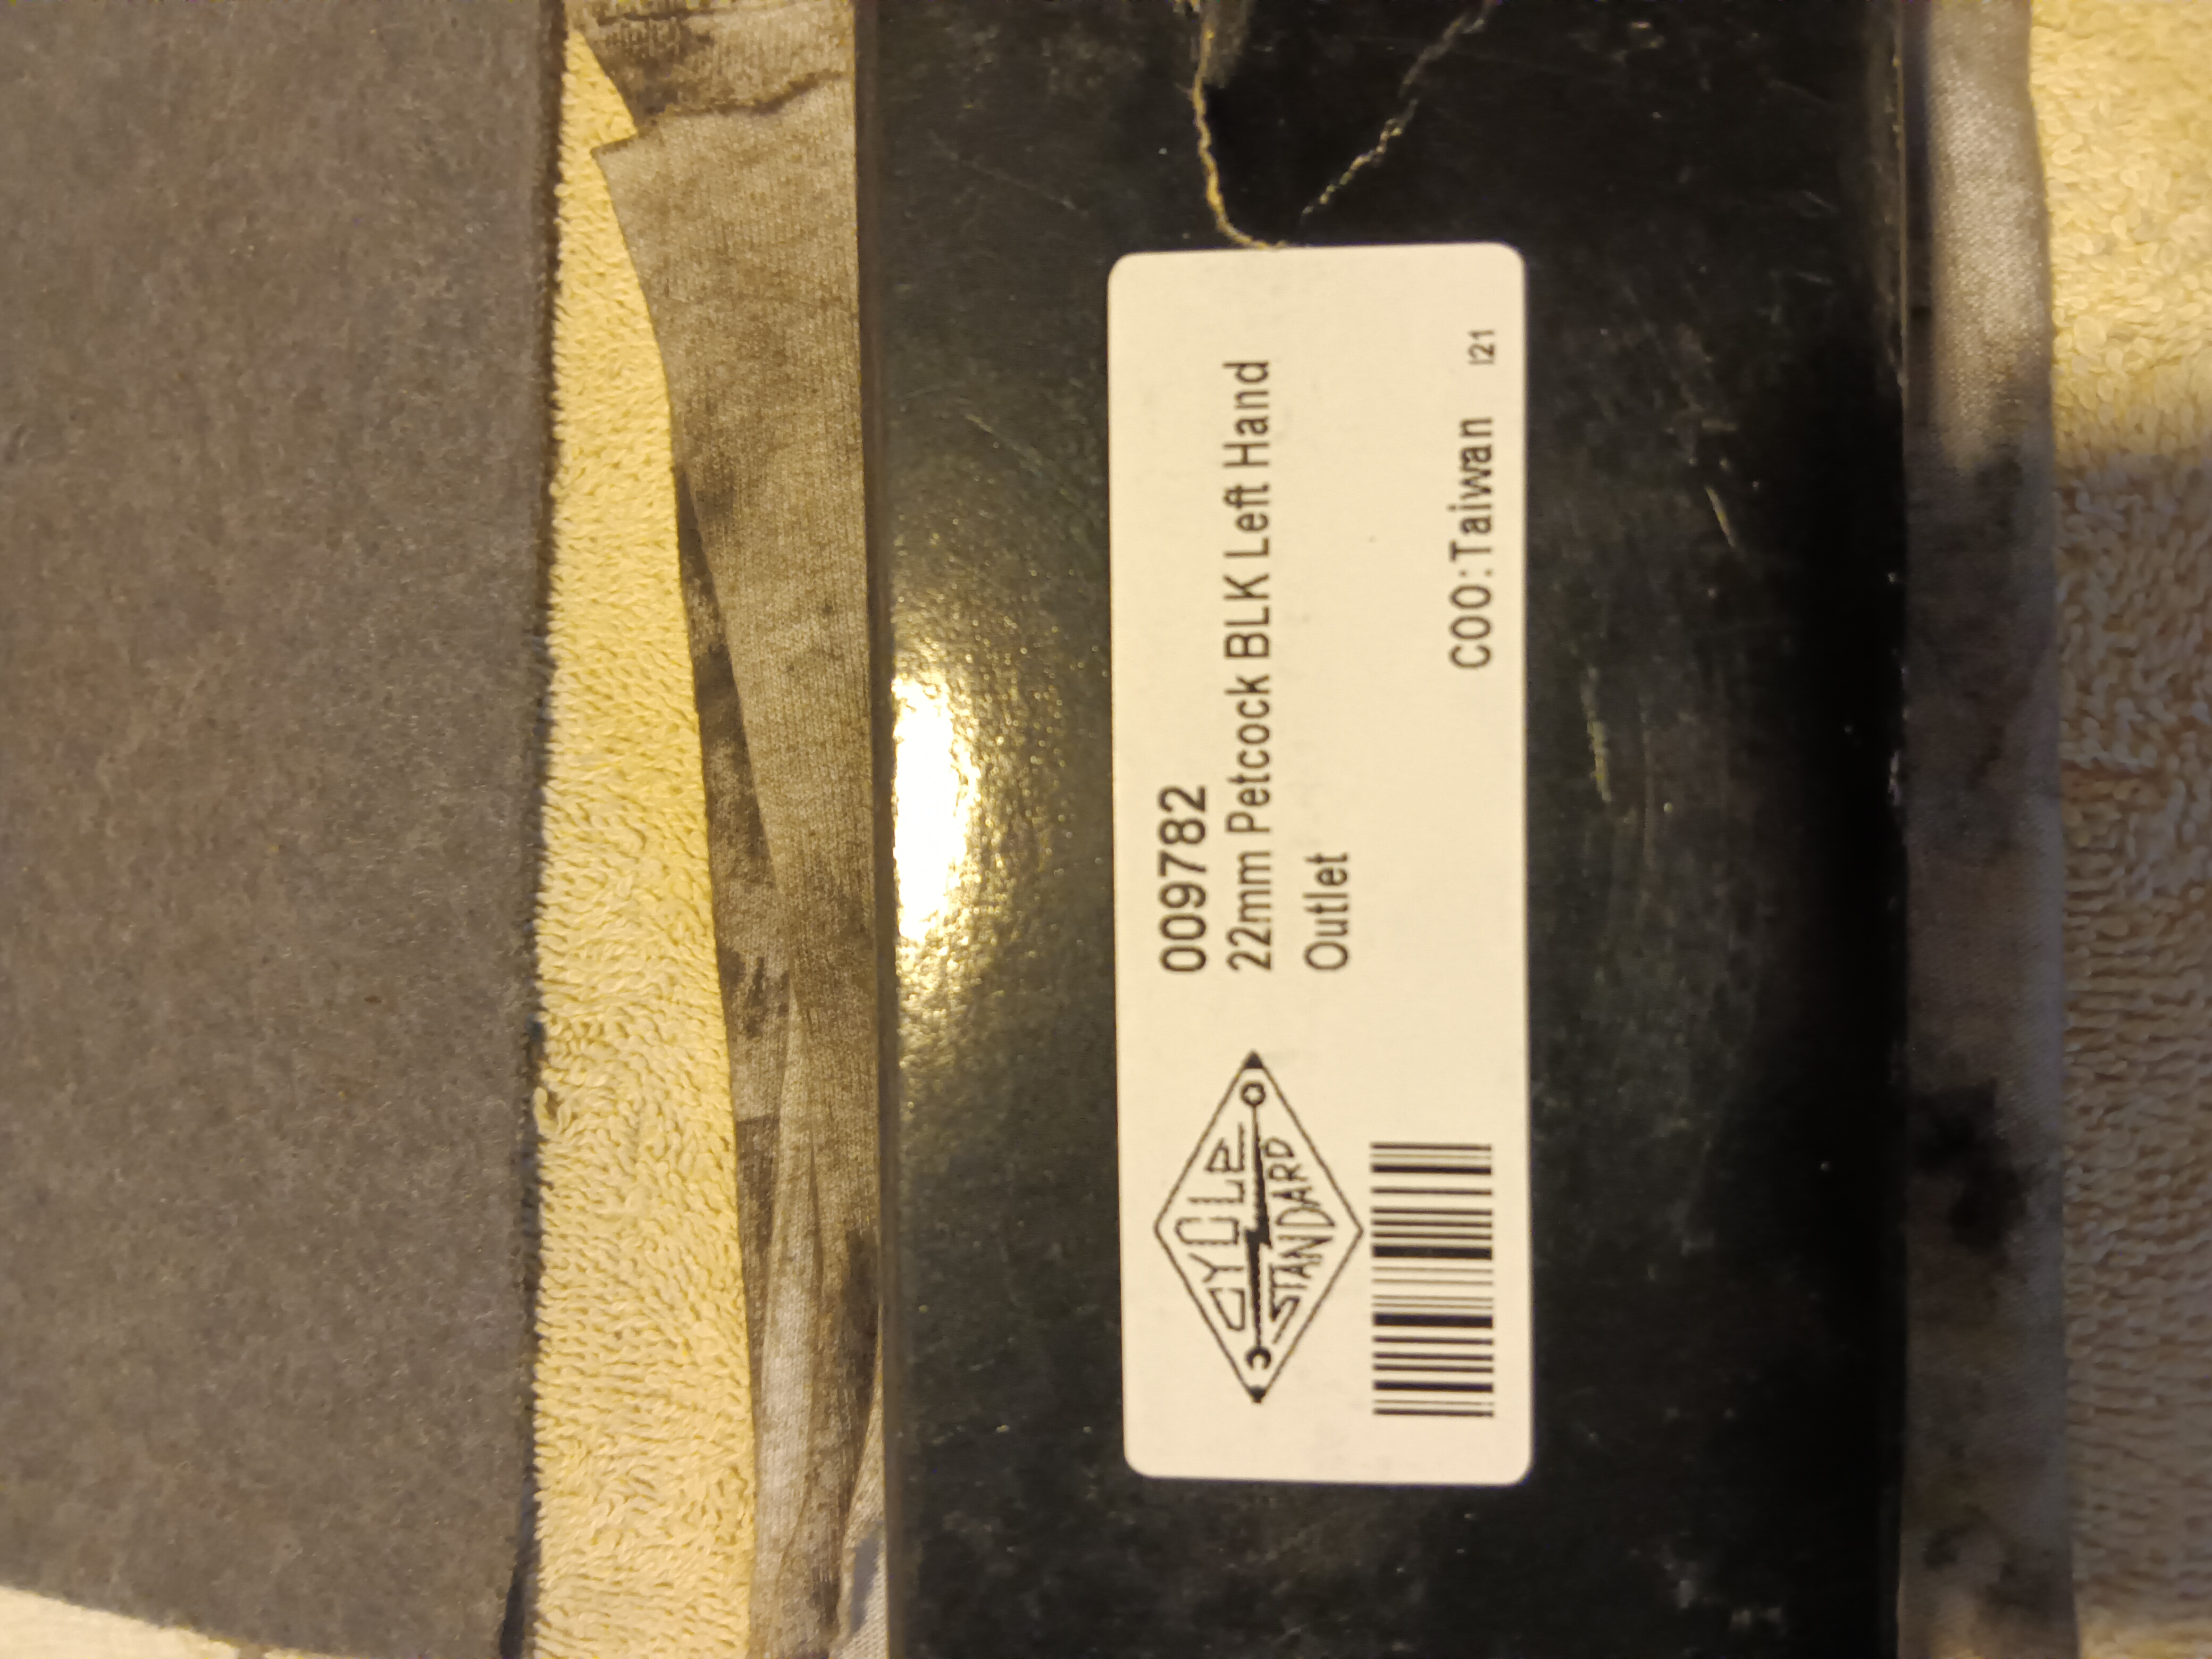 CYCLE
STANDARD
009782
22mm Petcock BLK Left Hand
Outlet
COO:Taiwan I21